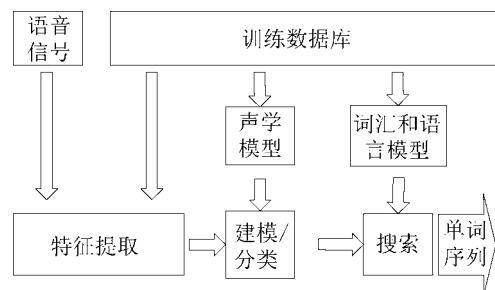 语音
信号
训练数据库
声学
模型
词汇和语
言模型
特征提取
建模/
分类
搜索
单词
序列